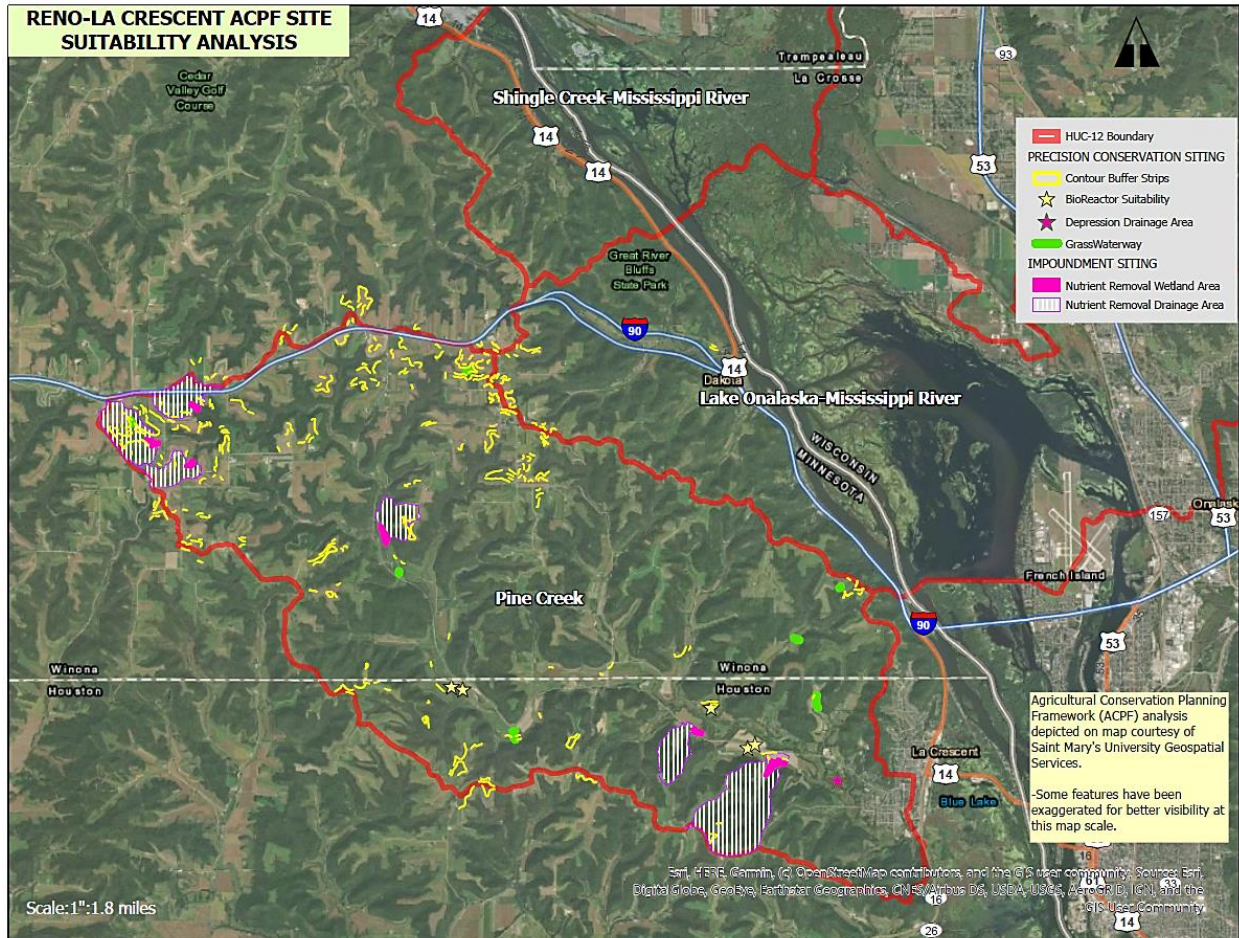 RENO-LA CRESCENT ACPF SITE
SUITABILITY ANALYSIS
14
Cedar
Valley Golf
Course
Shingle Creek-Mississippi River
Trempealeau
La Crosse
93
14
14
53
HUC-12 Boundary
PRECISION CONSERVATION SITING
Contour Buffer Strips
BioReactor Suitability
Depression Drainage Area
GrassWaterway
IMPOUNDMENT SITING
Nutrient Removal Wetland Area
Nutrient Removal Drainage Area
Great River
Bluffs
State Park
90
14
Dakota
Lake Onalaska-Mississippi River
WISCONSIN
MINNESOTA
Onalask
157
53
French Island
Pine Creek
90
35
53
Winona
Houston
Winona
Houston
La Crescent
14
Blue Lake
Agricultural Conservation Planning
Framework (ACPF) analysis
depicted on map courtesy of
Saint Mary's University Geospatial
Services.
-Some features have been
exaggerated for better visibility at
this map scale.
16
61
33
Esri, HERE, Garmin, (c) OpenStreetMap contributors, and the GIS user community, Source: Esri,
DigitalGlobe, GeoEye, Earthstar Geographics, CNES/Airbus DS, USDA, USGS, AeroGRID, IGN, and the
GIS User Community
16
26
14
Scale:1":1.8 miles